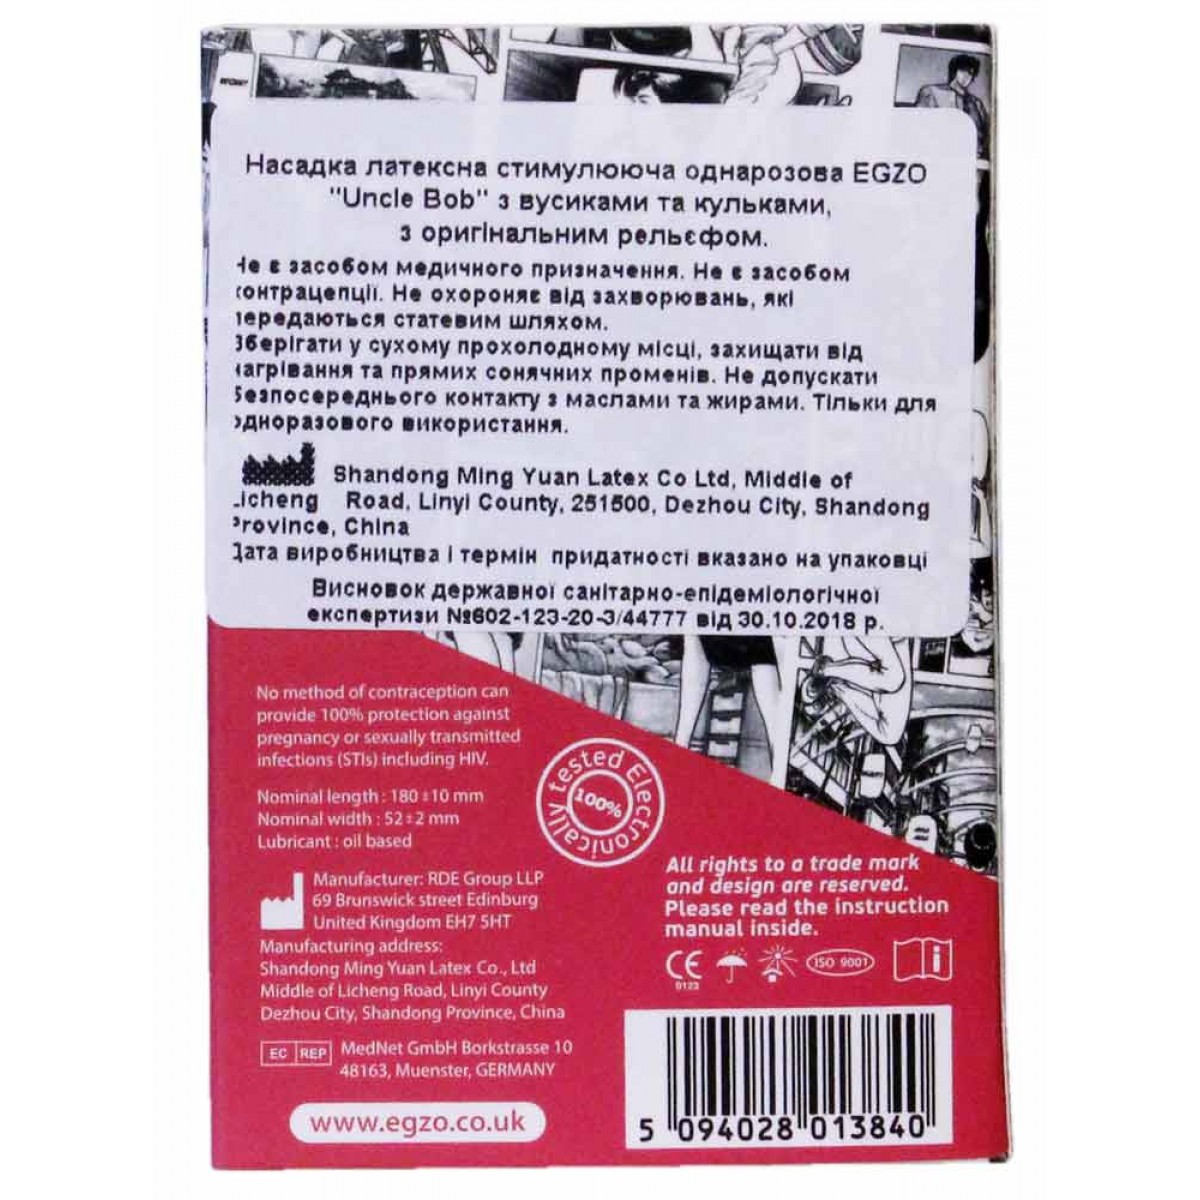 Насадка латексна стимулююча однарозова EGZO
"Uncle Bob" з вусиками та кульками,
з оригінальним рельєфом.
Не є засобом медичного призначення. Не є засобом
контрацепції. Не охороняє від захворювань, які
передаються статевим шляхом.
Зберігати у сухому прохолодному місці, захищати від
нагрівання та прямих сонячних променів. Не допускати
безпосереднього контакту з маслами та жирами. Тільки для
одноразового використання.
Shandong Ming Yuan Latex Co Ltd, Middle of
Licheng Road, Linyi County, 251500, Dezhou City, Shandong
Province, China
Дата виробництва і термін придатності вказано на упаковці
Висновок державної санітарно-епідеміологічної
експертизи №602-123-20-3/44777 від 30.10.2018 р.
No method of contraception can
provide 100% protection against
pregnancy or sexually transmitted
infections (STIs) including HIV.
Nominal length : 180±10 mm
Nominal width : 52±2 mm
Lubricant : oil based
Electronically tested
100%
Manufacturer: RDE Group LLP
69 Brunswick street Edinburg
United Kingdom EH7 5HT
Manufacturing address:
Shandong Ming Yuan Latex Co., Ltd
Middle of Licheng Road, Linyi County
Dezhou City, Shandong Province, China
EC REP MedNet GmbH Borkstrasse 10
48163, Muenster, GERMANY
www.egzo.co.uk
All rights to a trade mark
and design are reserved.
Please read the instruction
manual inside.
CE 0123 ISO 9001 i
5 094028 013840